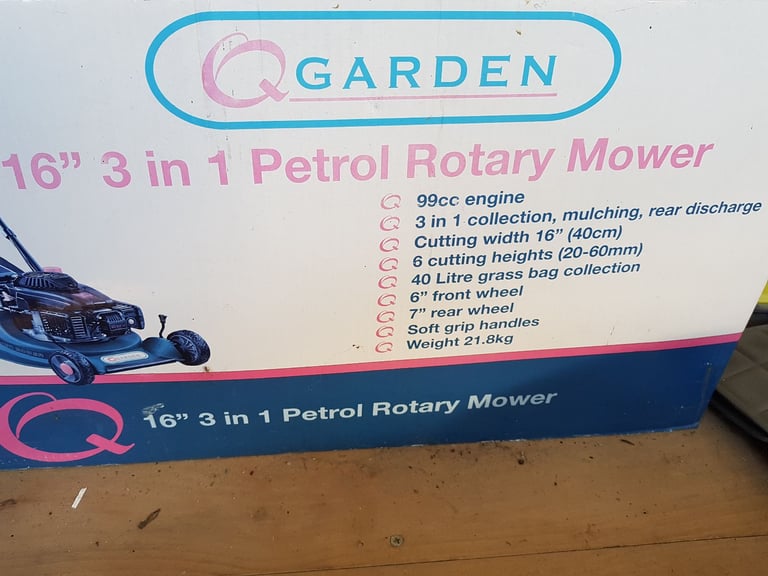 Q GARDEN
16” 3 in 1 Petrol Rotary Mower
99cc engine
3 in 1 collection, mulching, rear discharge
Cutting width 16” (40cm)
6 cutting heights (20-60mm)
40 Litre grass bag collection
6” front wheel
7” rear wheel
Soft grip handles
Weight 21.8kg
Q GARDEN
Q 16” 3 in 1 Petrol Rotary Mower